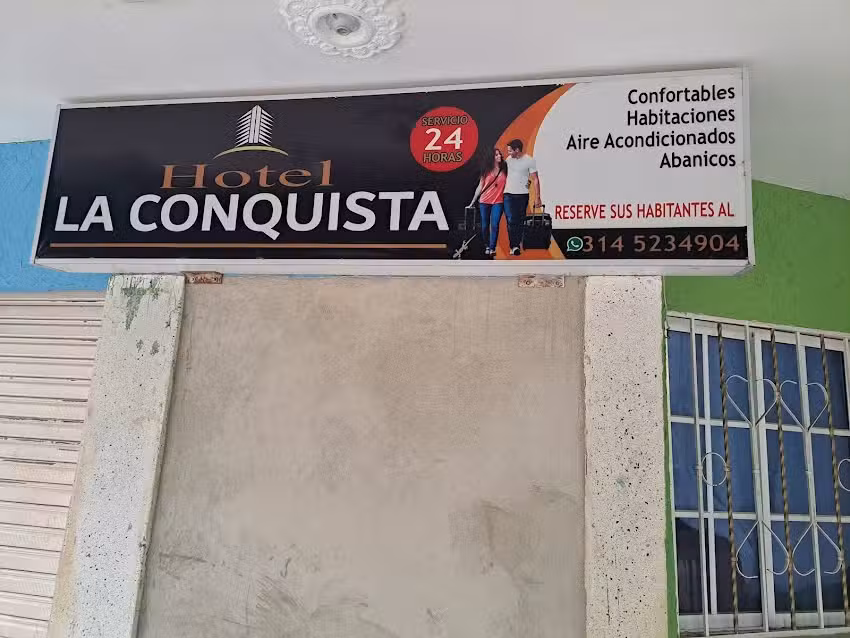 Hotel
LA CONQUISTA
SERVICIO
24
HORAS
Confortables
Habitaciones
Aire Acondicionados
Abanicos
RESERVE SUS HABITANTES AL
314 5234904